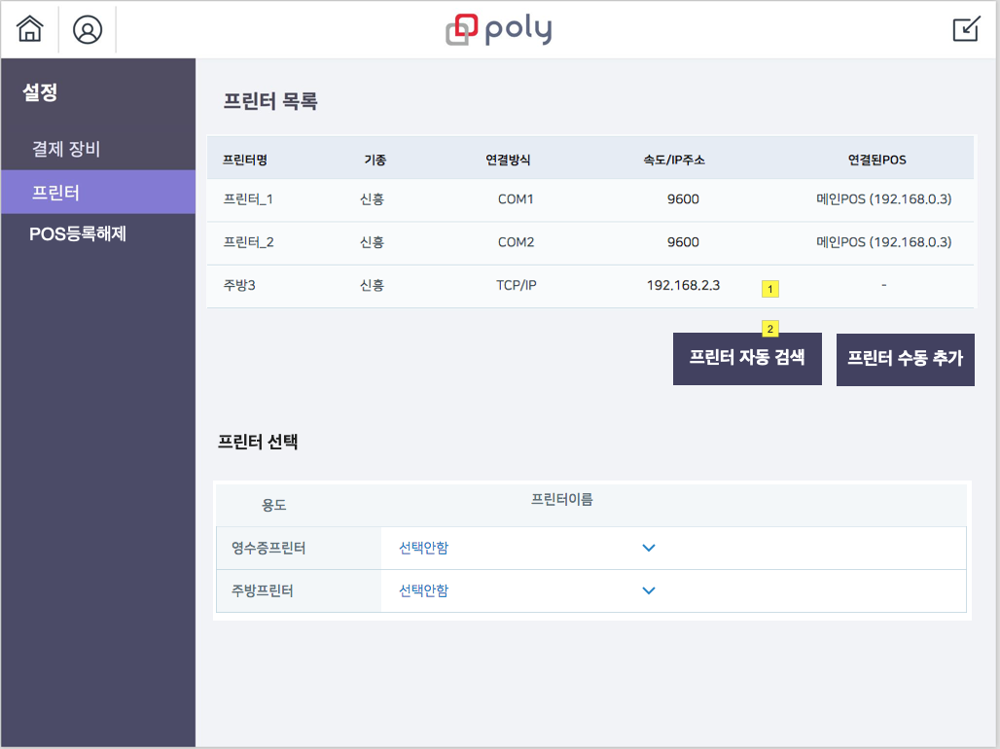 poly
설정
결제 장비
프린터
POS등록해제
프린터 목록
프린터명 기종 연결방식 속도/IP주소 연결된POS
프린터_1 신흥 COM1 9600 메인POS (192.168.0.3)
프린터_2 신흥 COM2 9600 메인POS (192.168.0.3)
주방3 신흥 TCP/IP 192.168.2.3 1 -
2
프린터 자동 검색 프린터 수동 추가
프린터 선택
용도 프린터이름
영수증프린터 선택안함
주방프린터 선택안함